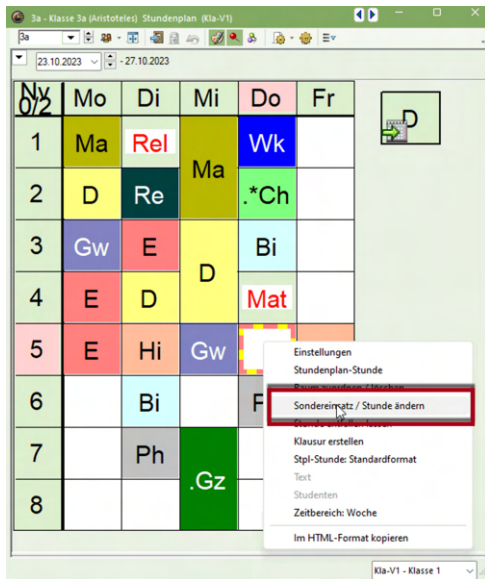 3a - Klasse 3a (Aristoteles) Stundenplan (Kla-V1)
3a
23.10.2023 - 27.10.2023
Mo Di Mi Do Fr
0/2
1 Ma Rel Ma Wk
2 D Re .*Ch
3 Gw E D Bi
4 E D Mat
5 E Hi Gw
6 Bi
7 Ph .Gz
8
D
Einstellungen
Stundenplan-Stunde
Raum zuordnen / löschen
Sondereinsatz / Stunde ändern
Klausur erstellen
Stpl-Stunde: Standardformat
Text
Studenten
Zeitbereich: Woche
Im HTML-Format kopieren
Kla-V1 - Klasse 1